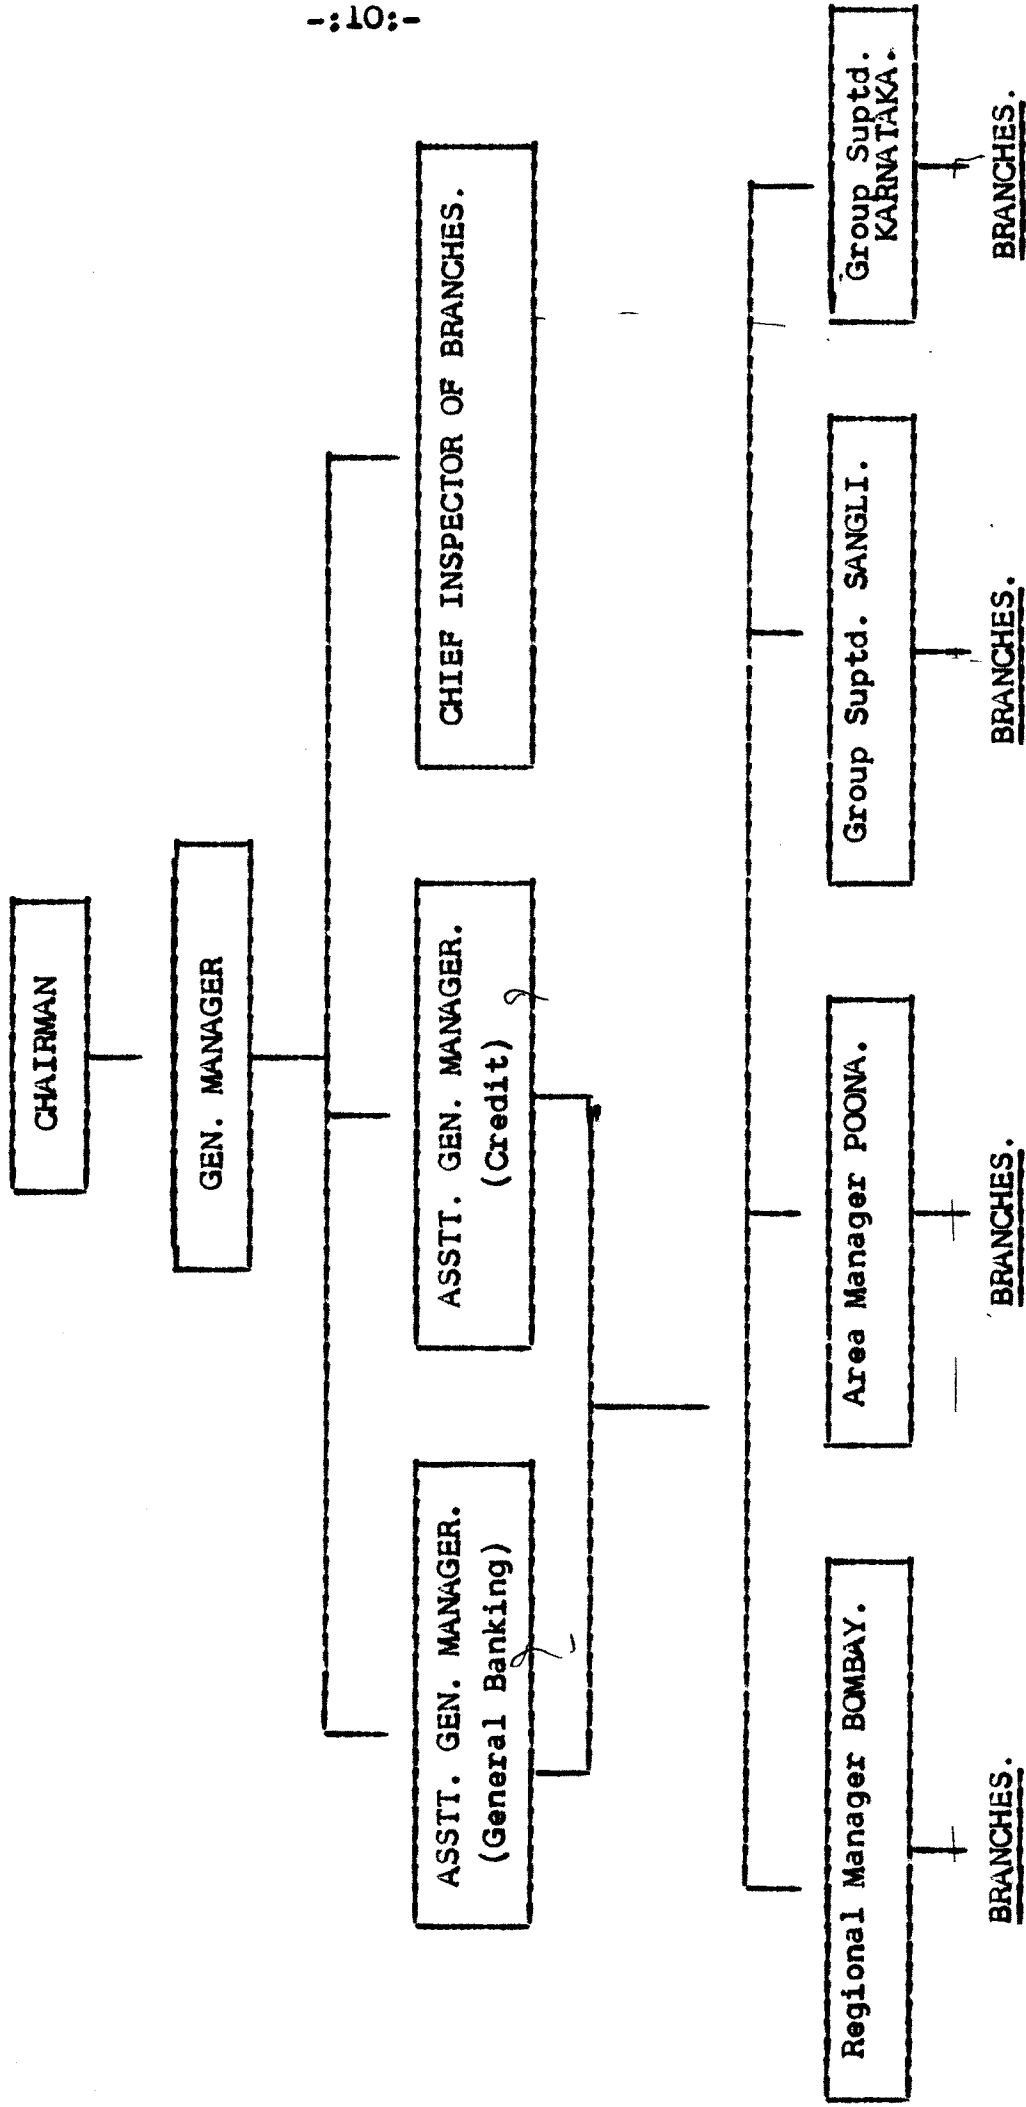 -:10:-
CHAIRMAN
GEN. MANAGER
ASSTT. GEN. MANAGER.
(General Banking)
ASSTT. GEN. MANAGER.
(Credit)
CHIEF INSPECTOR OF BRANCHES.
Regional Manager BOMBAY.
Area Manager POONA.
Group Suptd. SANGLI.
Group Suptd.
KARNATAKA.
BRANCHES.
BRANCHES.
BRANCHES.
BRANCHES.